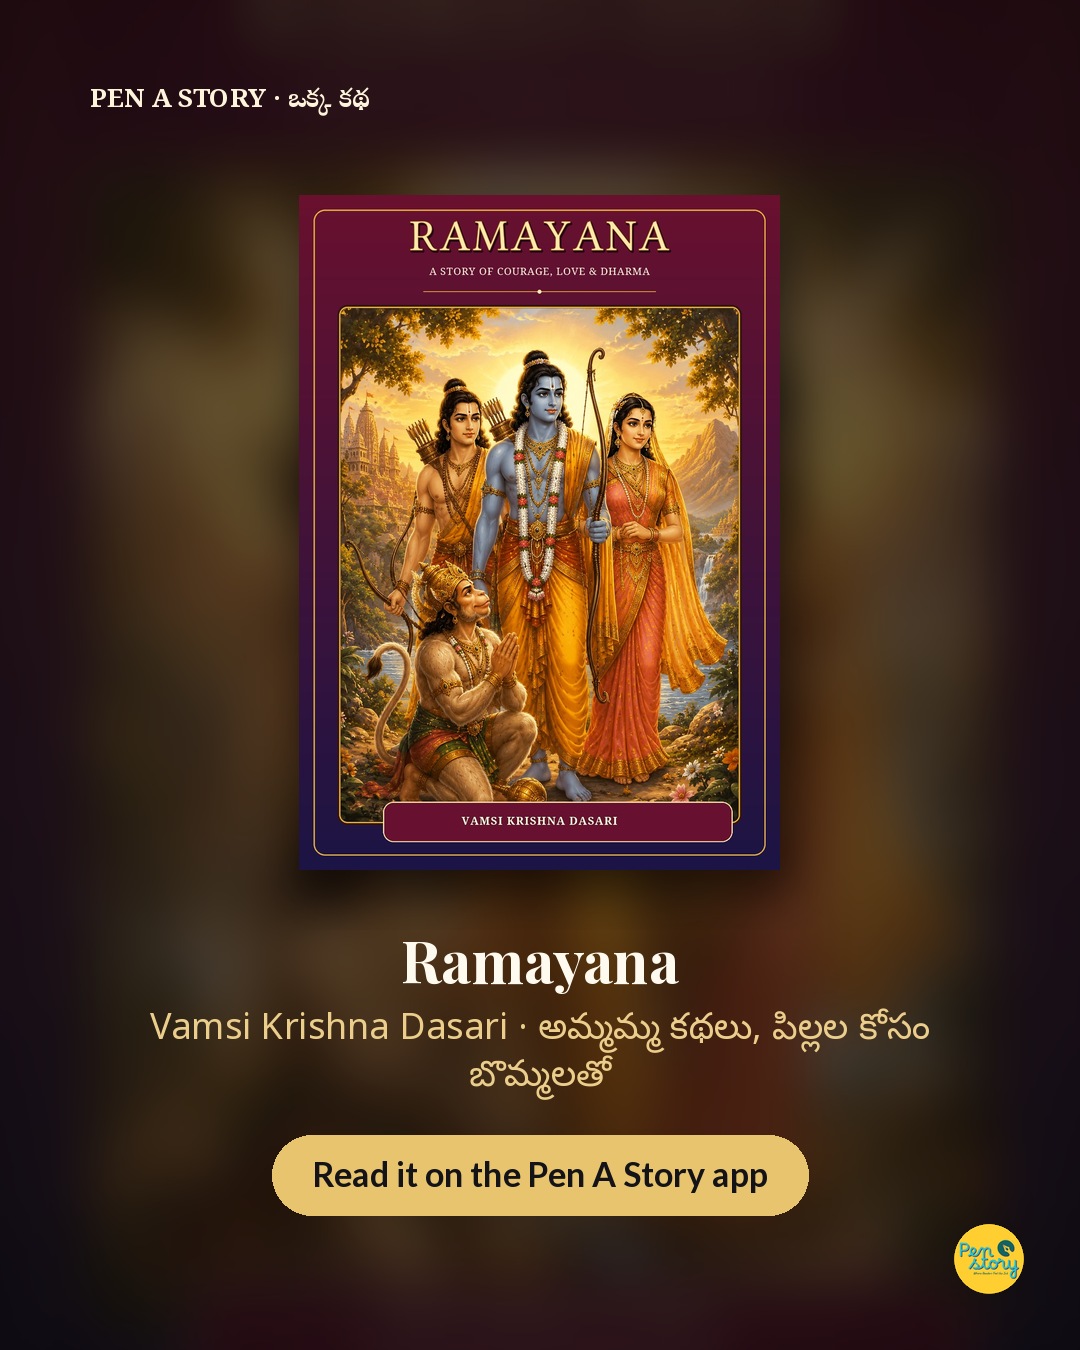 PEN A STORY · ఒక్క కథ
RAMAYANA
A STORY OF COURAGE, LOVE & DHARMA
VAMSI KRISHNA DASARI
Ramayana
Vamsi Krishna Dasari · అమ్మమ్మ కథలు, పిల్లల కోసం
బొమ్మలతో
Read it on the Pen A Story app
Pen
story